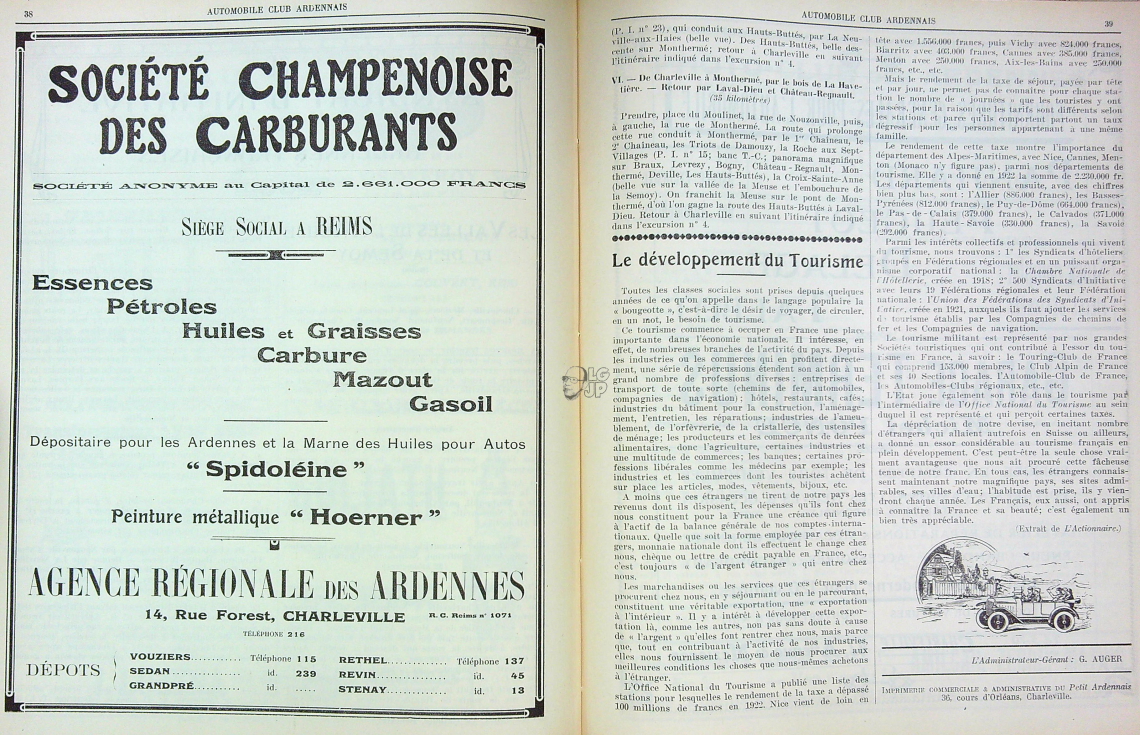 38
AUTOMOBILE CLUB ARDENNAIS
SOCIÉTÉ CHAMPENOISE
DES CARBURANTS
SOCIÉTÉ ANONYME au Capital de 2.661.000 FRANCS
SIÈGE SOCIAL A REIMS
Essences
Pétroles
Huiles et Graisses
Carbure
Mazout
Gasoil
Dépositaire pour les Ardennes et la Marne des Huiles pour Autos
“ Spidoléine ”
Peinture métallique “ Hoerner ”
AGENCE RÉGIONALE DES ARDENNES
14, Rue Forest, CHARLEVILLE R. C. Reims n° 1071
TÉLÉPHONE 216
DÉPOTS
VOUZIERS............ Téléphone 115
SEDAN .............. id. 239
GRANDPRÉ........... id. .....
RETHEL............. Téléphone 137
REVIN.............. id. 45
STENAY............. id. 13
AUTOMOBILE CLUB ARDENNAIS
39
(P. I. n° 23), qui conduit aux Hauts-Buttés, par La Neu-
ville-aux-Haies (belle vue). Des Hauts-Buttés, belle des-
cente sur Monthermé; retour à Charleville en suivant
l'itinéraire indiqué dans l'excursion n° 4.
VI. — De Charleville à Monthermé, par le bois de La Have-
tière. — Retour par Laval-Dieu et Château-Regnault.
(35 kilomètres)
Prendre, place du Moulinet, la rue de Nouzonville, puis,
à gauche, la rue de Monthermé. La route qui prolonge
cette rue conduit à Monthermé, par le 1er Chaineau, le
2e Chaineau, les Triots de Damouzy, la Roche aux Sept-
Villages (P. I. n° 15; banc T.-C.; panorama magnifique
sur Braux, Levrezy, Bogny, Château-Regnault, Mon-
thermé, Deville, Les Hauts-Buttés), la Croix-Sainte-Anne
(belle vue sur la vallée de la Meuse et l'embouchure de
la Semoy). On franchit la Meuse sur le pont de Mon-
thermé, d'où l'on gagne la route des Hauts-Buttés à Laval-
Dieu. Retour à Charleville en suivant l'itinéraire indiqué
dans l'excursion n° 4.
Le développement du Tourisme
Toutes les classes sociales sont prises depuis quelques
années de ce qu'on appelle dans le langage populaire la
« bougeotte », c'est-à-dire le désir de voyager, de circuler,
en un mot, le besoin de tourisme.
Ce tourisme commence à occuper en France une place
importante dans l'économie nationale. Il intéresse, en
effet, de nombreuses branches de l'activité du pays. Depuis
les industries ou les commerces qui en profitent directe-
ment, une série de répercussions étendent son action à un
grand nombre de professions diverses : entreprises de
transport de toute sorte (chemins de fer, automobiles,
compagnies de navigation); hôtels, restaurants, cafés;
industries du bâtiment pour la construction, l'aménage-
ment, l'entretien, les réparations; industries de l'ameu-
blement, de l'orfèvrerie, de la cristallerie, des ustensiles
de ménage; les producteurs et les commerçants de denrées
alimentaires, donc l'agriculture, certaines industries et
une multitude de commerces; les banques; certaines pro-
fessions libérales comme les médecins par exemple; les
industries et les commerces dont les touristes achètent
sur place les articles, modes, vêtements, bijoux, etc.
A moins que ces étrangers ne tirent de notre pays les
revenus dont ils disposent, les dépenses qu'ils font chez
nous constituent pour la France une créance qui figure
à l'actif de la balance générale de nos comptes interna-
tionaux. Quelle que soit la forme employée par ces étran-
gers, monnaie nationale dont ils effectuent le change chez
nous, chèque ou lettre de crédit payable en France, etc.,
c'est toujours « de l'argent étranger » qui entre chez
nous.
Les marchandises ou les services que ces étrangers se
procurent chez nous, en y séjournant ou en le parcourant,
constituent une véritable exportation, une « exportation
à l'intérieur ». Il y a intérêt à développer cette expor-
tation là, comme les autres, non pas sans doute à cause
de « l'argent » qu'elles font rentrer chez nous, mais parce
que, tout en contribuant à l'activité de nos industries,
elles nous fournissent le moyen de nous procurer aux
meilleures conditions les choses que nous-mêmes achetons
à l'étranger.
L'Office National du Tourisme a publié une liste des
stations pour lesquelles le rendement de la taxe a dépassé
100 millions de francs en 1922. Nice vient de loin en
tête avec 1.556.000 francs, puis Vichy avec 824.000 francs,
Biarritz avec 403.000 francs, Cannes avec 385.000 francs,
Menton avec 250.000 francs, Aix-les-Bains avec 250.000
francs, etc., etc.
Mais le rendement de la taxe de séjour, payée par tête
et par jour, ne permet pas de connaître pour chaque sta-
tion le nombre de « journées » que les touristes y ont
passées, pour la raison que les tarifs sont différents selon
les stations et parce qu'ils comportent partout un taux
dégressif pour les personnes appartenant à une même
famille.
Le rendement de cette taxe montre l'importance du
département des Alpes-Maritimes, avec Nice, Cannes, Men-
ton (Monaco n'y figure pas), parmi nos départements de
tourisme. Elle y a donné en 1922 la somme de 2.230.000 fr.
Les départements qui viennent ensuite, avec des chiffres
bien plus bas, sont : l'Allier (886.000 francs), les Basses-
Pyrénées (812.000 francs), le Puy-de-Dôme (664.000 francs),
le Pas-de-Calais (379.000 francs), le Calvados (371.000
francs), la Haute-Savoie (330.000 francs), la Savoie
(292.000 francs).
Parmi les intérêts collectifs et professionnels qui vivent
du tourisme, nous trouvons : 1° les Syndicats d'hôteliers,
groupés en Fédérations régionales et en un puissant orga-
nisme corporatif national : la Chambre Nationale de
l'Hôtellerie, créée en 1918; 2° 500 Syndicats d'Initiative
avec leurs 19 Fédérations régionales et leur Fédération
nationale : l'Union des Fédérations des Syndicats d'Ini-
tiative, créée en 1921, auxquels ils faut ajouter les services
de tourisme établis par les Compagnies de chemins de
fer et les Compagnies de navigation.
Le tourisme militant est représenté par nos grandes
Sociétés touristiques qui ont contribué à l'essor du tou-
risme en France, à savoir : le Touring-Club de France
qui comprend 153.000 membres, le Club Alpin de France
et ses 40 Sections locales, l'Automobile-Club de France,
les Automobiles-Clubs régionaux, etc., etc.
L'Etat joue également son rôle dans le tourisme par
l'intermédiaire de l'Office National du Tourisme au sein
duquel il est représenté et qui perçoit certaines taxes.
La dépréciation de notre devise, en incitant nombre
d'étrangers qui allaient autrefois en Suisse ou ailleurs,
a donné un essor considérable au tourisme français en
plein développement. C'est peut-être la seule chose vrai-
ment avantageuse que nous ait procuré cette fâcheuse
tenue de notre franc. En tous cas, les étrangers connais-
sent maintenant notre magnifique pays, ses sites admi-
rables, ses villes d'eau; l'habitude est prise, ils y vien-
dront chaque année. Les Français, eux aussi, ont appris
à connaître la France et sa beauté; c'est également un
bien très appréciable.
(Extrait de L'Actionnaire.)
L'Administrateur-Gérant : G. AUGER
IMPRIMERIE COMMERCIALE & ADMINISTRATIVE DU Petit Ardennais
36, cours d'Orléans, Charleville.
LG
JP